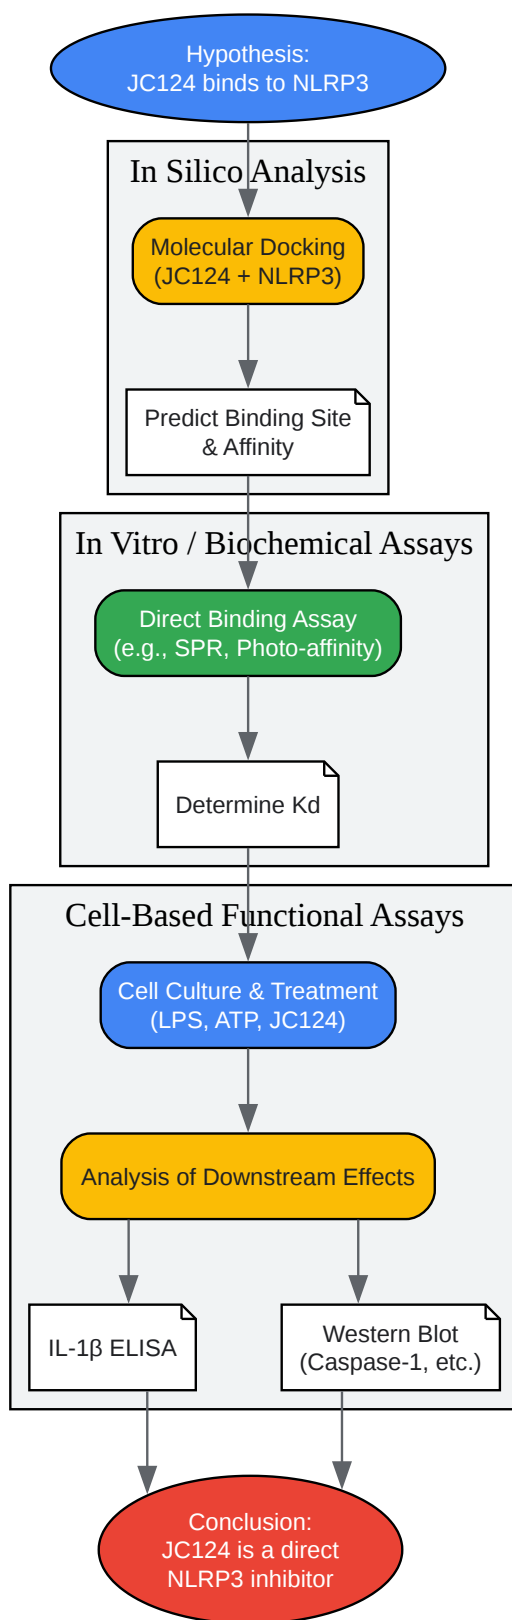 Hypothesis:
JC124 binds to NLRP3
In Silico Analysis
Molecular Docking
(JC124 + NLRP3)
Predict Binding Site
& Affinity
In Vitro / Biochemical Assays
Direct Binding Assay
(e.g., SPR, Photo-affinity)
Determine Kd
Cell-Based Functional Assays
Cell Culture & Treatment
(LPS, ATP, JC124)
Analysis of Downstream Effects
IL-1β ELISA
Western Blot
(Caspase-1, etc.)
Conclusion:
JC124 is a direct
NLRP3 inhibitor